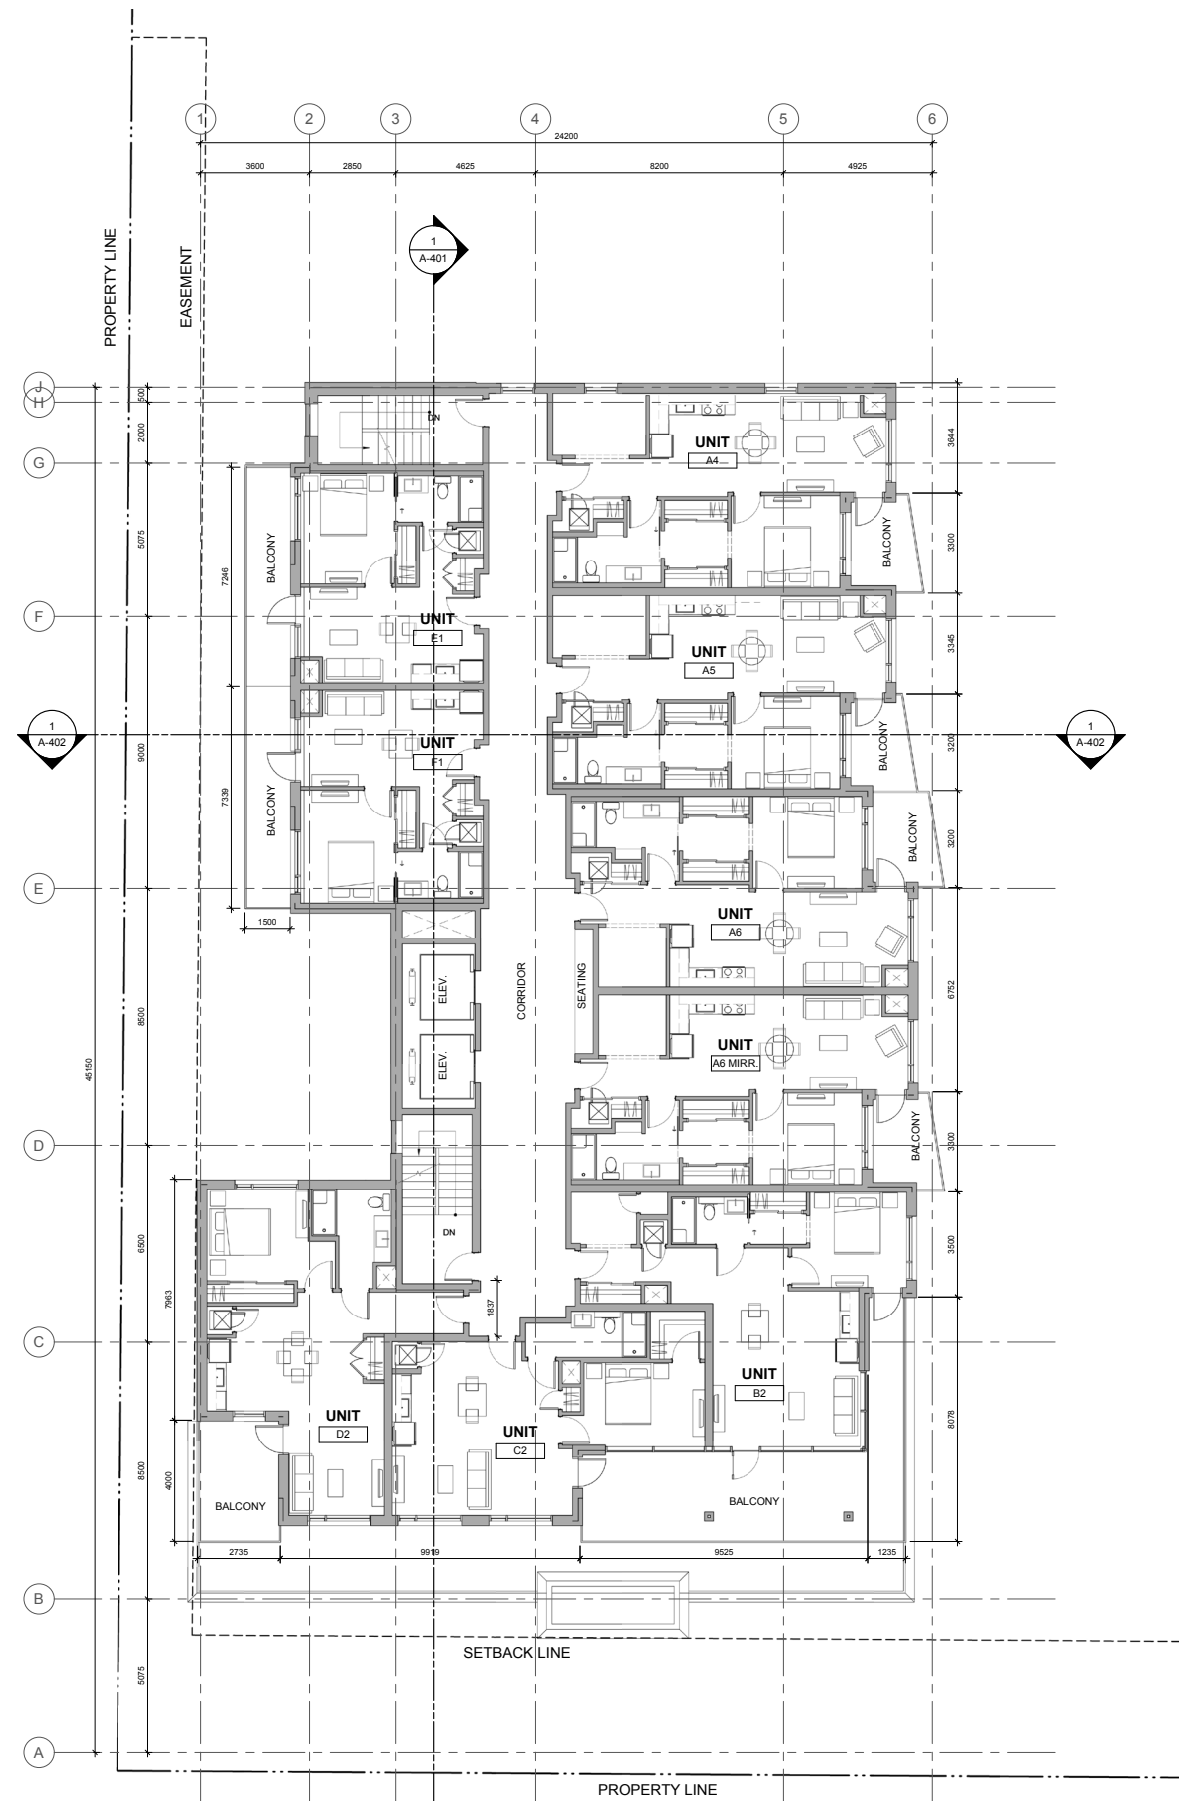 1
2
3
4
5
6
24200
3600
2850
4625
8200
4925
PROPERTY LINE
EASEMENT
1
A-401
J
H
500
2000
DN
UNIT
A4
3644
G
5075
BALCONY
7246
BALCONY
3300
F
UNIT
E1
UNIT
A5
3345
1
A-402
9000
UNIT
F1
BALCONY
3200
1
A-402
7339
BALCONY
BALCONY
3200
E
1500
UNIT
A6
ELEV.
CORRIDOR
SEATING
6752
8500
45150
ELEV.
UNIT
A6 MIRR.
D
BALCONY
3300
DN
6500
7963
3500
1837
C
UNIT
B2
UNIT
D2
UNIT
C2
8078
8500
4000
BALCONY
BALCONY
2735
9919
9525
1235
B
SETBACK LINE
5075
A
PROPERTY LINE